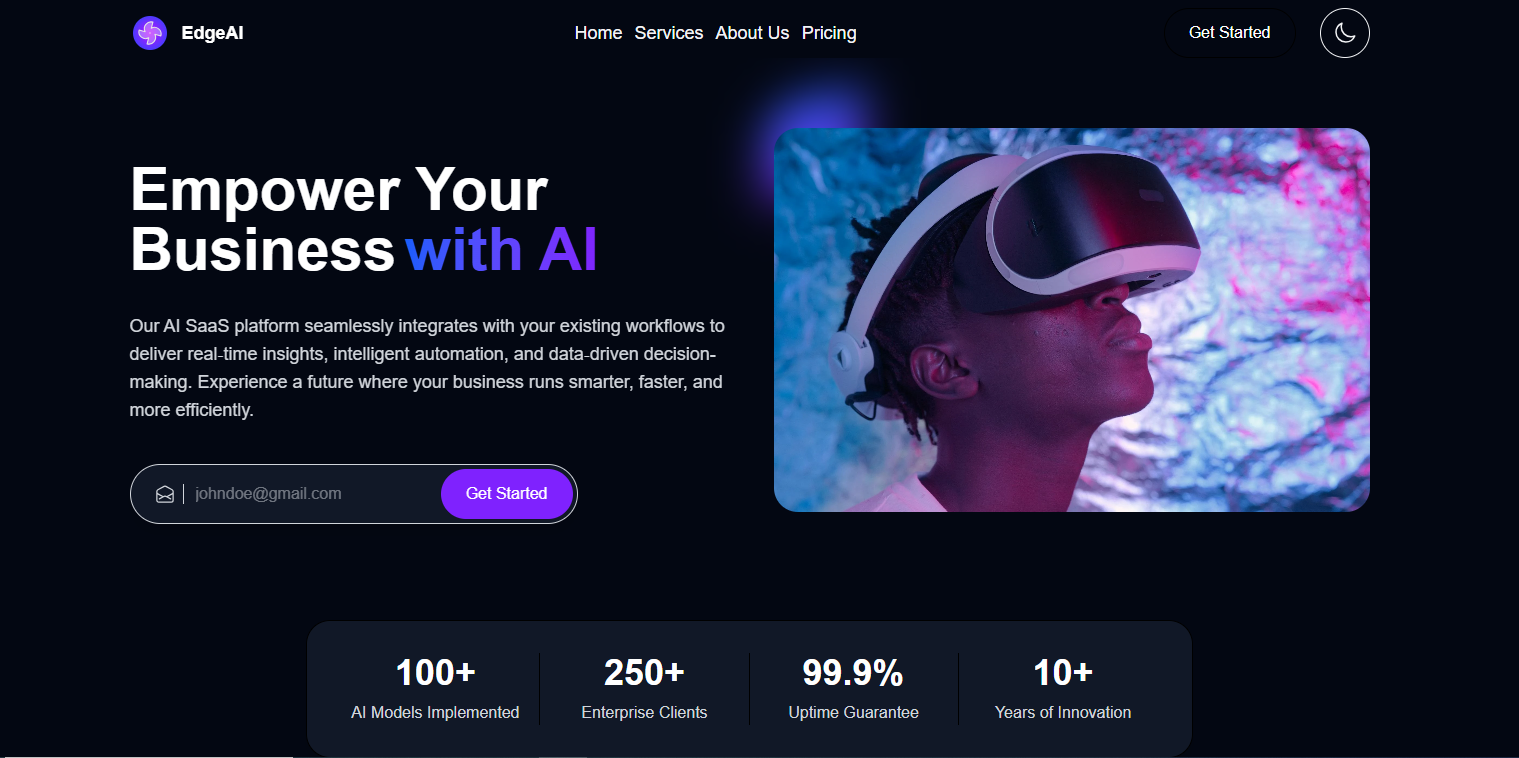 EdgeAI
Home Services About Us Pricing
Get Started
Empower Your
Business with AI
Our AI SaaS platform seamlessly integrates with your existing workflows to
deliver real-time insights, intelligent automation, and data-driven decision-
making. Experience a future where your business runs smarter, faster, and
more efficiently.
johndoe@gmail.com
Get Started
100+
AI Models Implemented
250+
Enterprise Clients
99.9%
Uptime Guarantee
10+
Years of Innovation